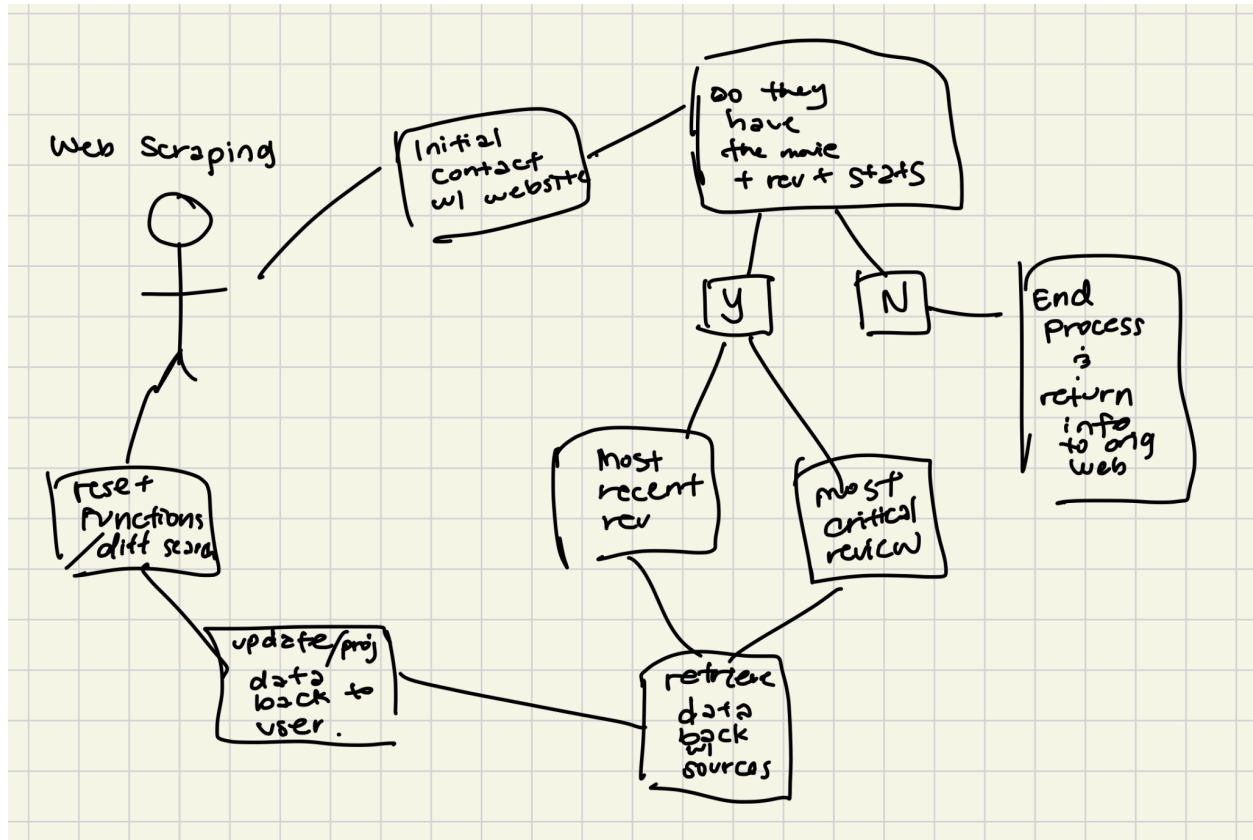 Web Scraping
Initial
contact
w/ website
Do they
have
the movie
+ rev + stats
Y
N
End
process
&
return
info
to orig
web
Most
recent
rev
most
critical
review
reset
functions
/diff search
update/proj
data
back to
user.
retrieve
data
back
w/
sources